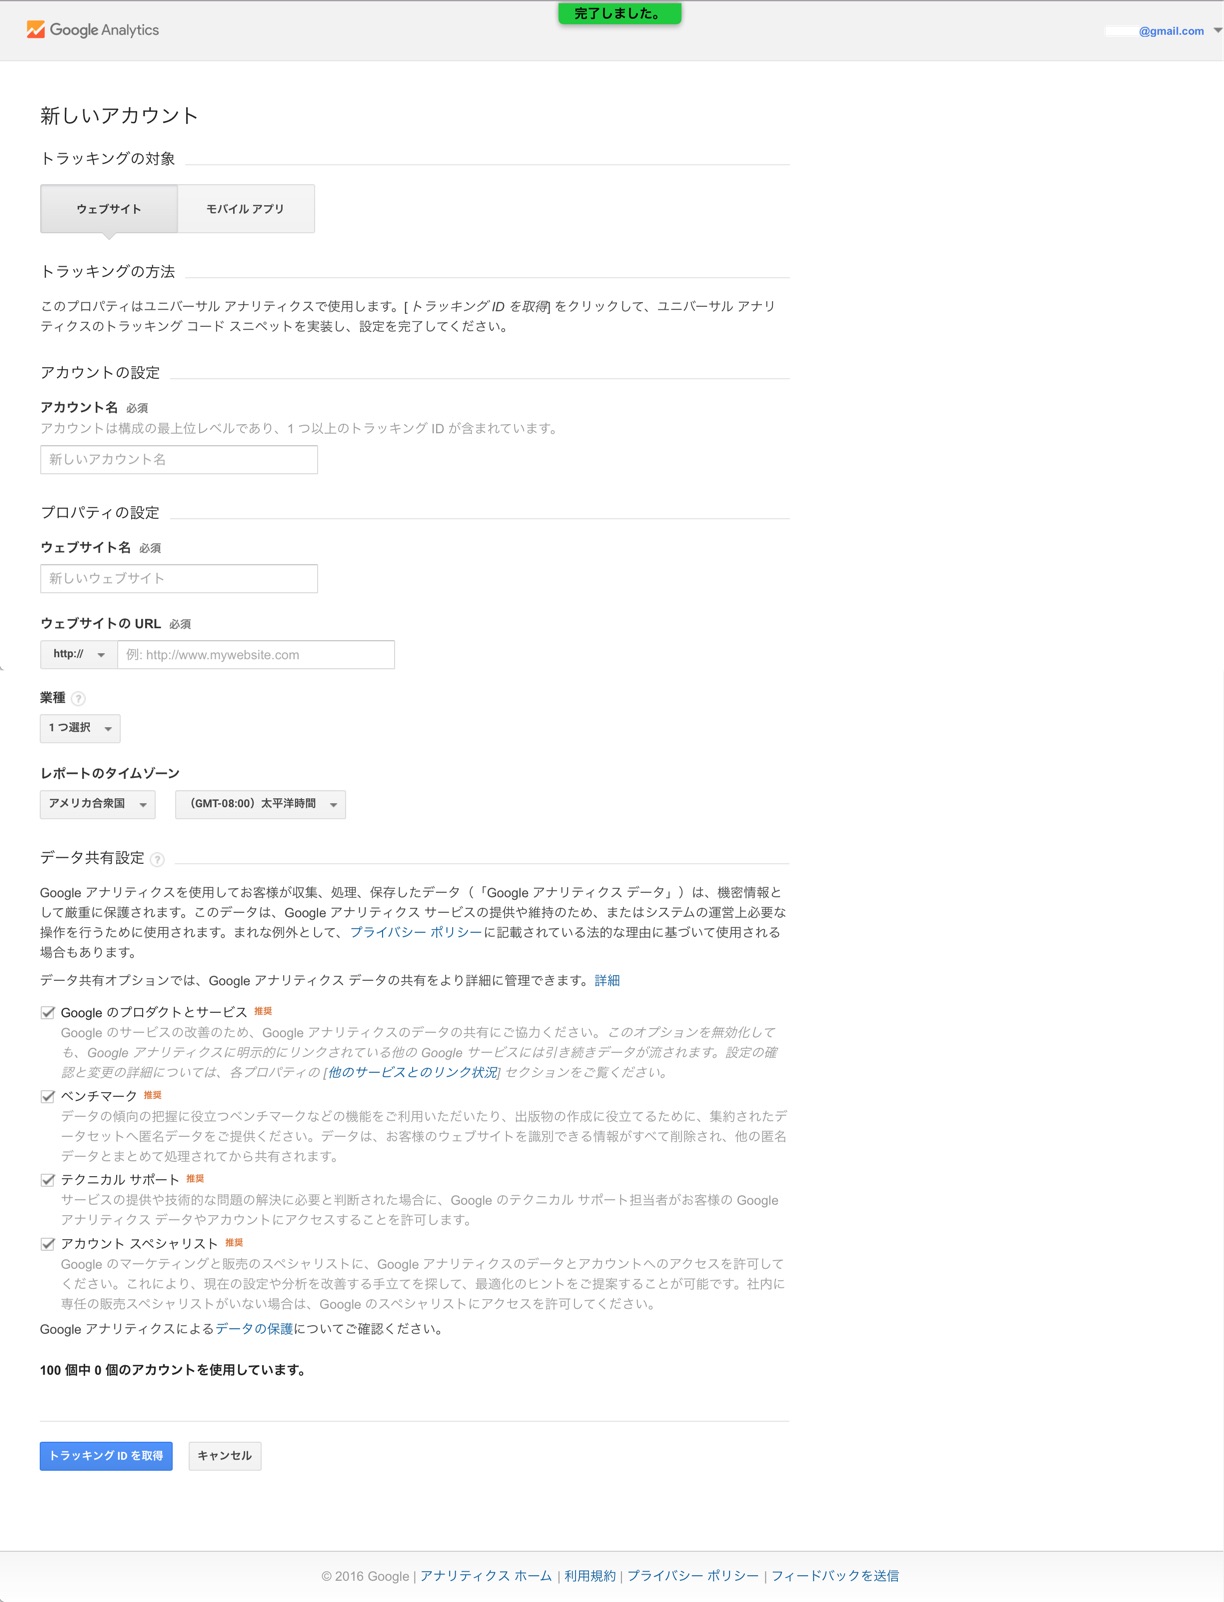 完了しました。
Google Analytics
@gmail.com
新しいアカウント
トラッキングの対象
ウェブサイト
モバイル アプリ
トラッキングの方法
このプロパティはユニバーサル アナリティクスで使用します。[ トラッキング ID を取得] をクリックして、ユニバーサル アナリ
ティクスのトラッキング コード スニペットを実装し、設定を完了してください。
アカウントの設定
アカウント名 必須
アカウントは構成の最上位レベルであり、1 つ以上のトラッキング ID が含まれています。
新しいアカウント名
プロパティの設定
ウェブサイト名 必須
新しいウェブサイト
ウェブサイトの URL 必須
http://
例: http://www.mywebsite.com
業種 ?
1 つ選択
レポートのタイムゾーン
アメリカ合衆国
(GMT-08:00) 太平洋時間
データ共有設定 ?
Google アナリティクスを使用してお客様が収集、処理、保存したデータ（「Google アナリティクス データ」）は、機密情報と
して厳重に保護されます。このデータは、Google アナリティクス サービスの提供や維持のため、またはシステムの運営上必要な
操作を行うために使用されます。まれな例外として、プライバシー ポリシーに記載されている法的な理由に基づいて使用される
場合もあります。
データ共有オプションでは、Google アナリティクス データの共有をより詳細に管理できます。詳細
Google のプロダクトとサービス 推奨
Google のサービスの改善のため、Google アナリティクスのデータの共有にご協力ください。このオプションを無効化して
も、Google アナリティクスに明示的にリンクされている他の Google サービスには引き続きデータが流されます。設定の確
認と変更の詳細については、各プロパティの [他のサービスとのリンク状況] セクションをご覧ください。
ベンチマーク 推奨
データの傾向の把握に役立つベンチマークなどの機能をご利用いただいたり、出版物の作成に役立てるために、集約されたデ
ータセットへ匿名データをご提供ください。データは、お客様のウェブサイトを識別できる情報がすべて削除され、他の匿名
データとまとめて処理されてから共有されます。
テクニカル サポート 推奨
サービスの提供や技術的な問題の解決に必要と判断された場合に、Google のテクニカル サポート担当者がお客様の Google
アナリティクス データやアカウントにアクセスすることを許可します。
アカウント スペシャリスト 推奨
Google のマーケティングと販売のスペシャリストに、Google アナリティクスのデータとアカウントへのアクセスを許可して
ください。これにより、現在の設定や分析を改善する手立てを探して、最適化のヒントをご提案することが可能です。社内に
専任の販売スペシャリストがいない場合は、Google のスペシャリストにアクセスを許可してください。
Google アナリティクスによるデータの保護についてご確認ください。
100 個中 0 個のアカウントを使用しています。
トラッキング ID を取得
キャンセル
© 2016 Google | アナリティクス ホーム | 利用規約 | プライバシー ポリシー | フィードバックを送信